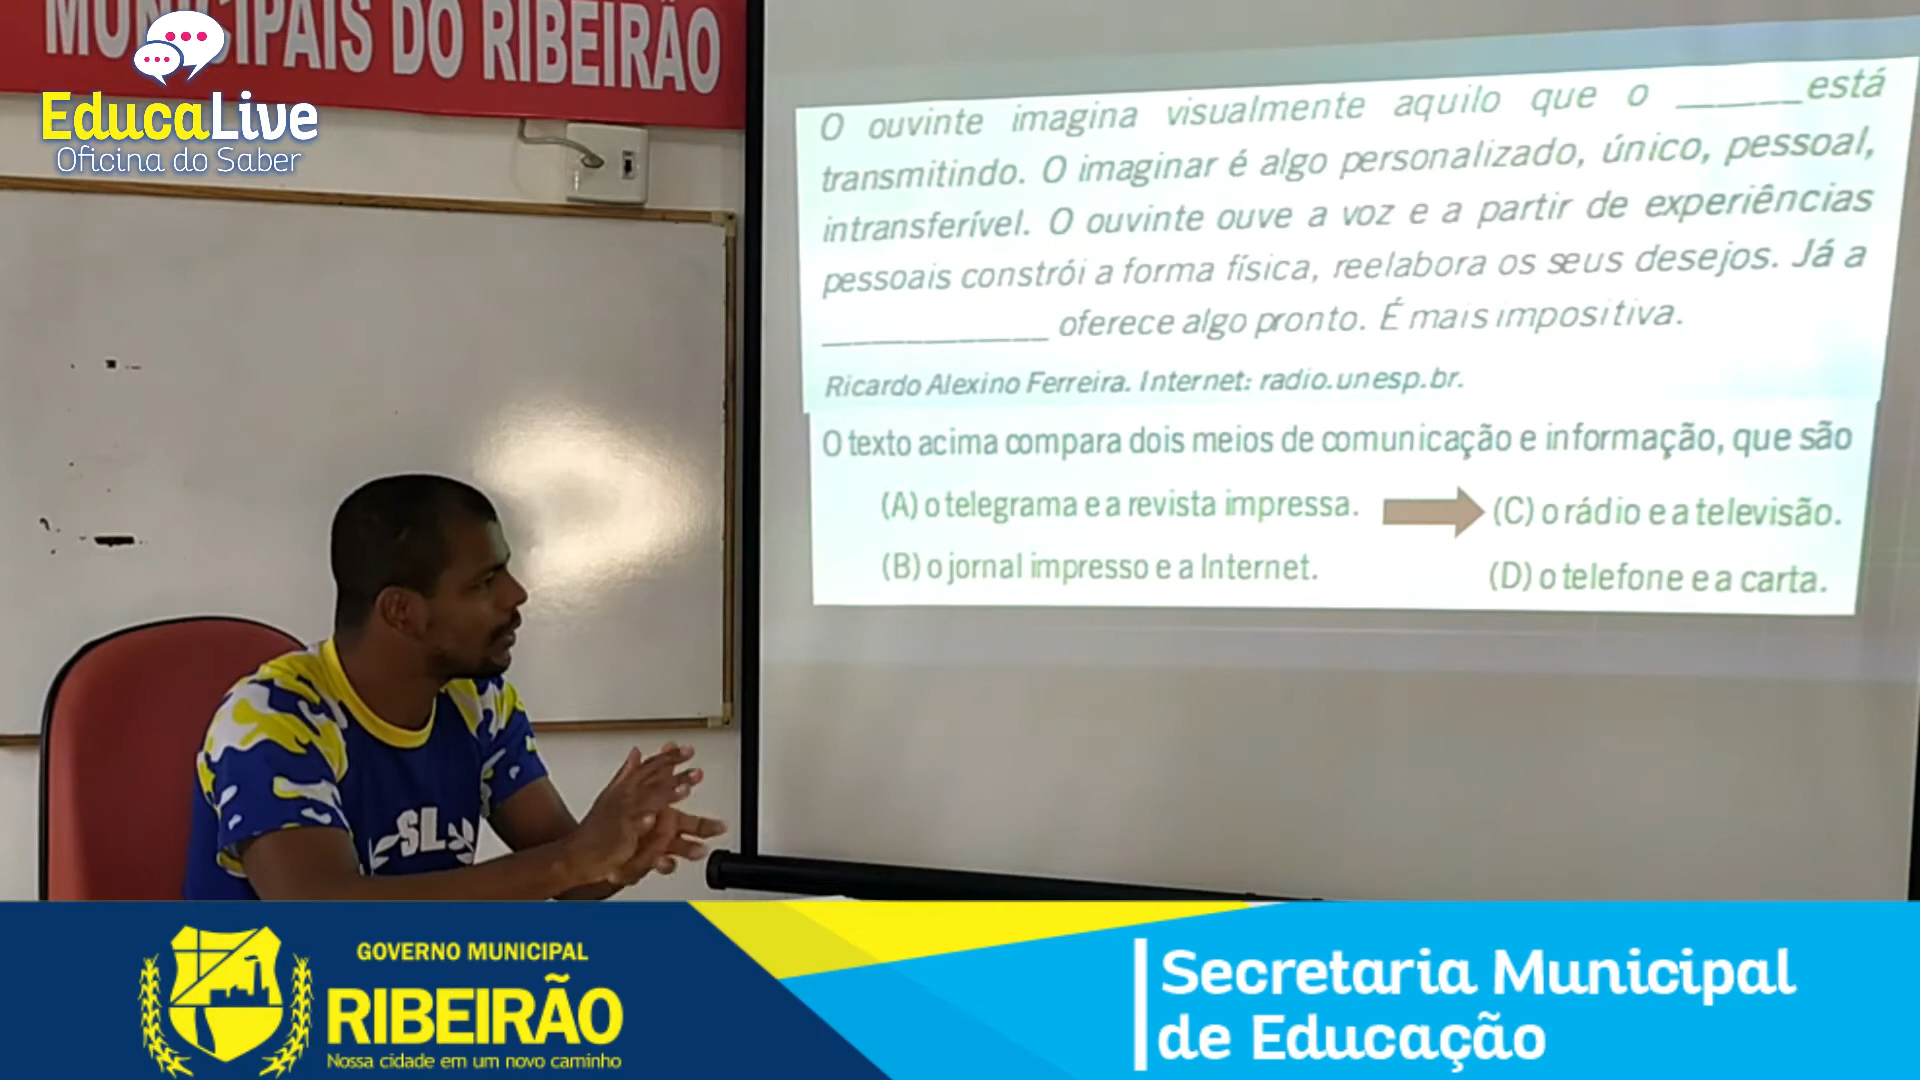 MUNICIPAIS DO RIBEIRÃO
EducaLive
Oficina do Saber
O ouvinte imagina visualmente aquilo que o ______ está
transmitindo. O imaginar é algo personalizado, único, pessoal,
intransferível. O ouvinte ouve a voz e a partir de experiências
pessoais constrói a forma física, reelabora os seus desejos. Já a
____________ oferece algo pronto. É mais impositiva.
Ricardo Alexino Ferreira. Internet: radio.unesp.br.
O texto acima compara dois meios de comunicação e informação, que são
(A) o telegrama e a revista impressa.
(C) o rádio e a televisão.
(B) o jornal impresso e a Internet.
(D) o telefone e a carta.
SL
GOVERNO MUNICIPAL
RIBEIRÃO
Nossa cidade em um novo caminho
Secretaria Municipal
de Educação